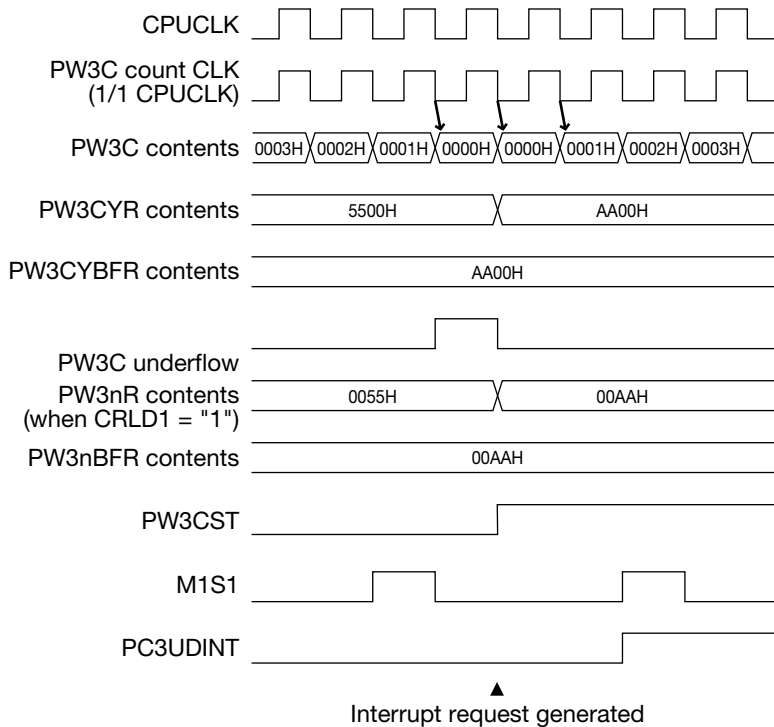 CPUCLK
PW3C count CLK
(1/1 CPUCLK)
PW3C contents 0003H 0002H 0001H 0000H 0000H 0001H 0002H 0003H
PW3CYR contents 5500H AA00H
PW3CYBFR contents AA00H
PW3C underflow
PW3nR contents 0055H 00AAH
(when CRLD1 = "1")
PW3nBFR contents 00AAH
PW3CST
M1S1
PC3UDINT
Interrupt request generated